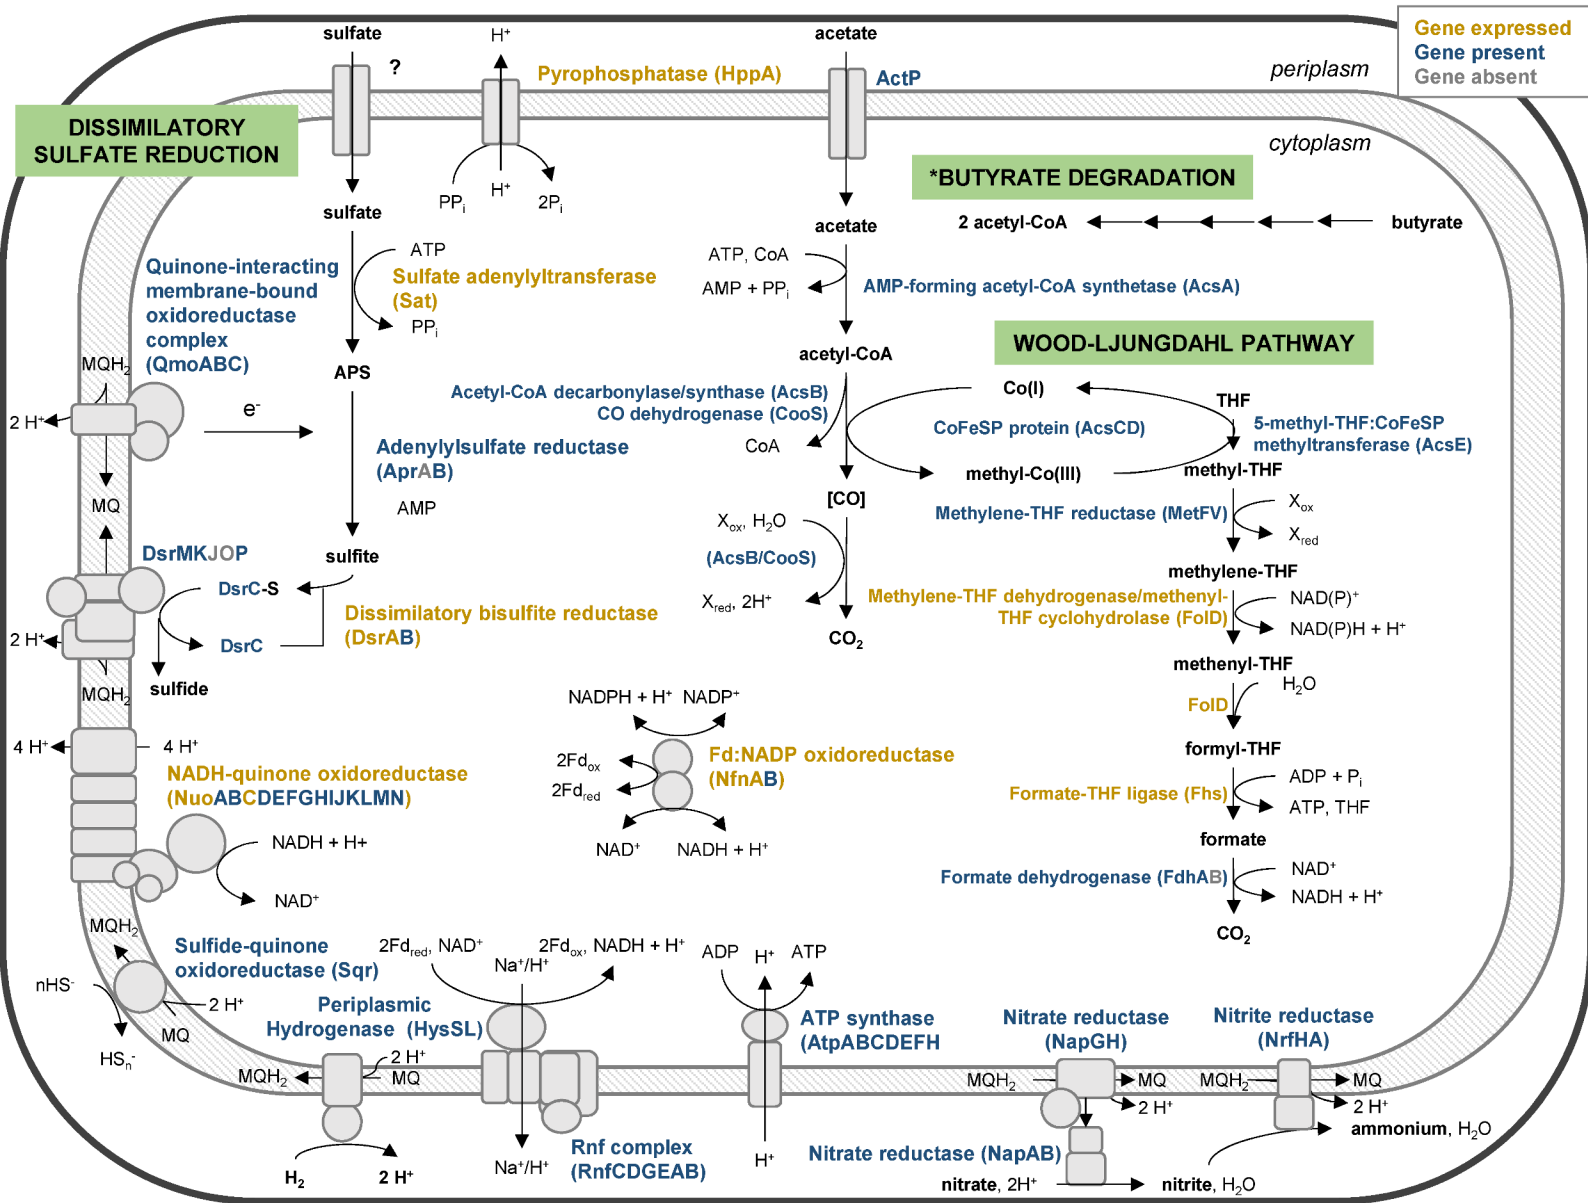 Gene expressed
Gene present
Gene absent
periplasm
cytoplasm
sulfate
?
H⁺
Pyrophosphatase (HppA)
acetate
ActP
DISSIMILATORY
SULFATE REDUCTION
PPᵢ
H⁺
2Pᵢ
*BUTYRATE DEGRADATION
2 acetyl-CoA
butyrate
sulfate
ATP
Sulfate adenylyltransferase
(Sat)
PPᵢ
APS
Quinone-interacting
membrane-bound
oxidoreductase
complex
(QmoABC)
MQH₂
2 H⁺
e⁻
MQ
Adenylylsulfate reductase
(AprAB)
AMP
sulfite
DsrMKJOP
DsrC-S
DsrC
Dissimilatory bisulfite reductase
(DsrAB)
2 H⁺
MQH₂
sulfide
acetate
ATP, CoA
AMP + PPᵢ
AMP-forming acetyl-CoA synthetase (AcsA)
acetyl-CoA
WOOD-LJUNGDAHL PATHWAY
Acetyl-CoA decarbonylase/synthase (AcsB)
CO dehydrogenase (CooS)
CoA
Co(I)
CoFeSP protein (AcsCD)
methyl-Co(III)
THF
5-methyl-THF:CoFeSP
methyltransferase (AcsE)
methyl-THF
[CO]
Xₒₓ, H₂O
(AcsB/CooS)
Xred, 2H⁺
CO₂
Methylene-THF reductase (MetFV)
Xₒₓ
Xred
methylene-THF
Methylene-THF dehydrogenase/methenyl-
THF cyclohydrolase (FolD)
NAD(P)⁺
NAD(P)H + H⁺
methenyl-THF
H₂O
FolD
formyl-THF
Formate-THF ligase (Fhs)
ADP + Pᵢ
ATP, THF
formate
Formate dehydrogenase (FdhAB)
NAD⁺
NADH + H⁺
CO₂
4 H⁺
4 H⁺
NADH-quinone oxidoreductase
(NuoABCDEFGHIJKLMN)
NADH + H+
NAD⁺
NADPH + H⁺
NADP⁺
2Fdₒₓ
2Fdred
Fd:NADP oxidoreductase
(NfnAB)
NAD⁺
NADH + H⁺
MQH₂
Sulfide-quinone
oxidoreductase (Sqr)
nHS⁻
2 H⁺
MQ
HSₙ⁻
Periplasmic
Hydrogenase (HysSL)
2 H⁺
MQH₂
MQ
H₂
2 H⁺
2Fdred, NAD⁺
2Fdₒₓ, NADH + H⁺
Na⁺/H⁺
Na⁺/H⁺
Rnf complex
(RnfCDGEAB)
ADP
H⁺
ATP
ATP synthase
(AtpABCDEFH
H⁺
Nitrate reductase
(NapGH)
MQH₂
MQ
2 H⁺
Nitrate reductase (NapAB)
nitrate, 2H⁺
nitrite, H₂O
Nitrite reductase
(NrfHA)
MQH₂
MQ
2 H⁺
ammonium, H₂O